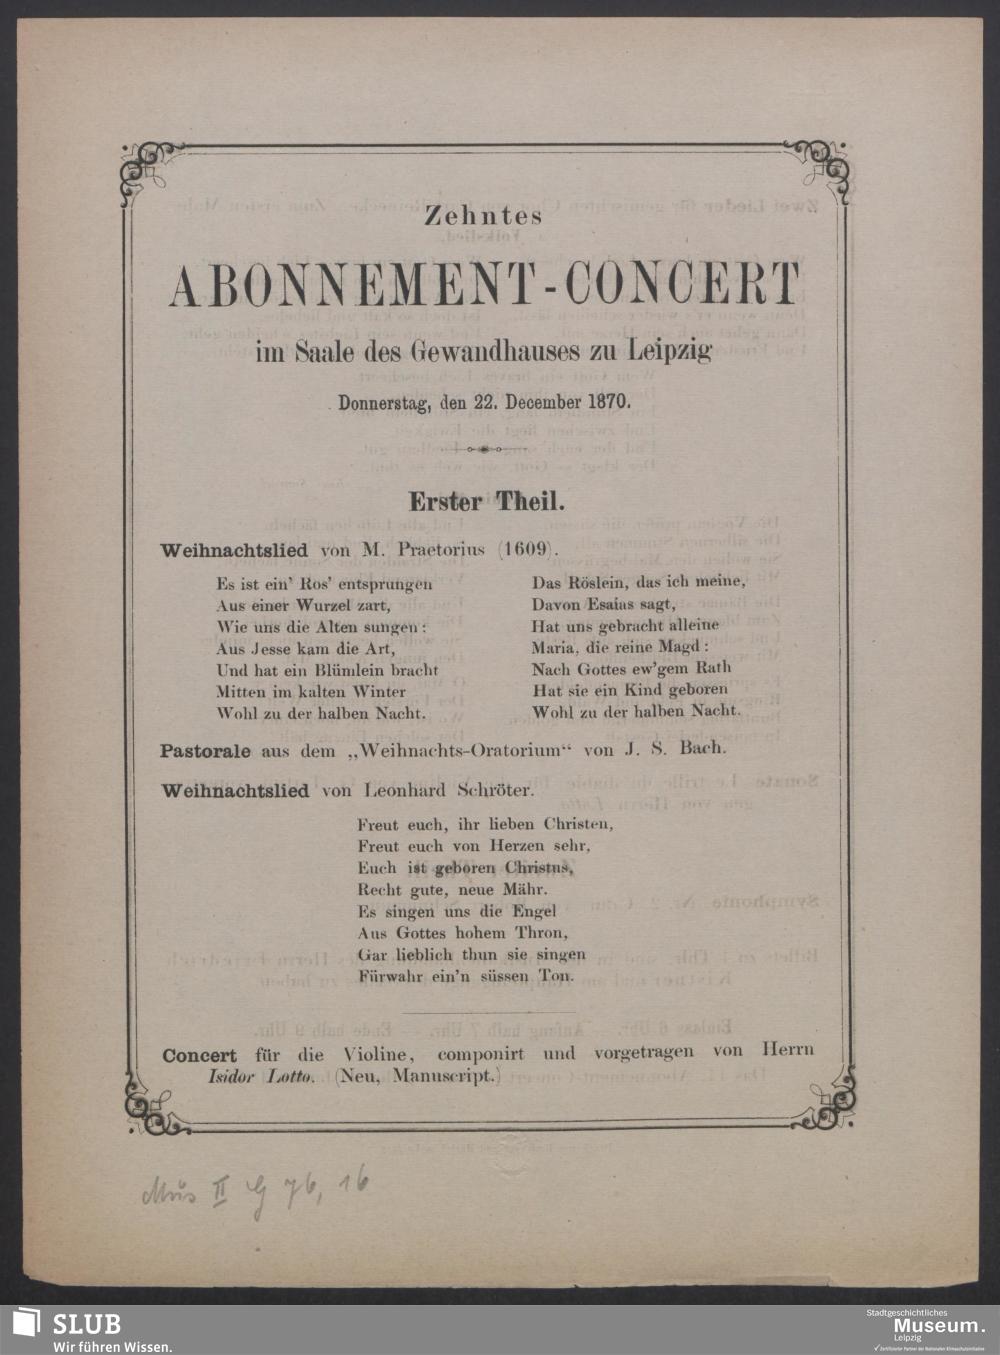 Zehntes
ABONNEMENT-CONCERT
im Saale des Gewandhauses zu Leipzig
Donnerstag, den 22. December 1870.
Erster Theil.
Weihnachtslied von M. Praetorius (1609).
Es ist ein' Ros' entsprungen
Aus einer Wurzel zart,
Wie uns die Alten sungen:
Aus Jesse kam die Art,
Und hat ein Blümlein bracht
Mitten im kalten Winter
Wohl zu der halben Nacht.
Das Röslein, das ich meine,
Davon Esaias sagt,
Hat uns gebracht alleine
Maria, die reine Magd:
Nach Gottes ew'gem Rath
Hat sie ein Kind geboren
Wohl zu der halben Nacht.
Pastorale aus dem „Weihnachts-Oratorium“ von J. S. Bach.
Weihnachtslied von Leonhard Schröter.
Freut euch, ihr lieben Christen,
Freut euch von Herzen sehr,
Euch ist geboren Christus,
Recht gute, neue Mähr.
Es singen uns die Engel
Aus Gottes hohem Thron,
Gar lieblich thun sie singen
Fürwahr ein'n süssen Ton.
Concert für die Violine, componirt und vorgetragen von Herrn
Isidor Lotto. (Neu, Manuscript.)
Mus II G 76, 16
SLUB
Wir führen Wissen.
Stadtgeschichtliches
Museum.
Leipzig
Zertifizierter Partner der Nationalen Klimaschutzinitiative